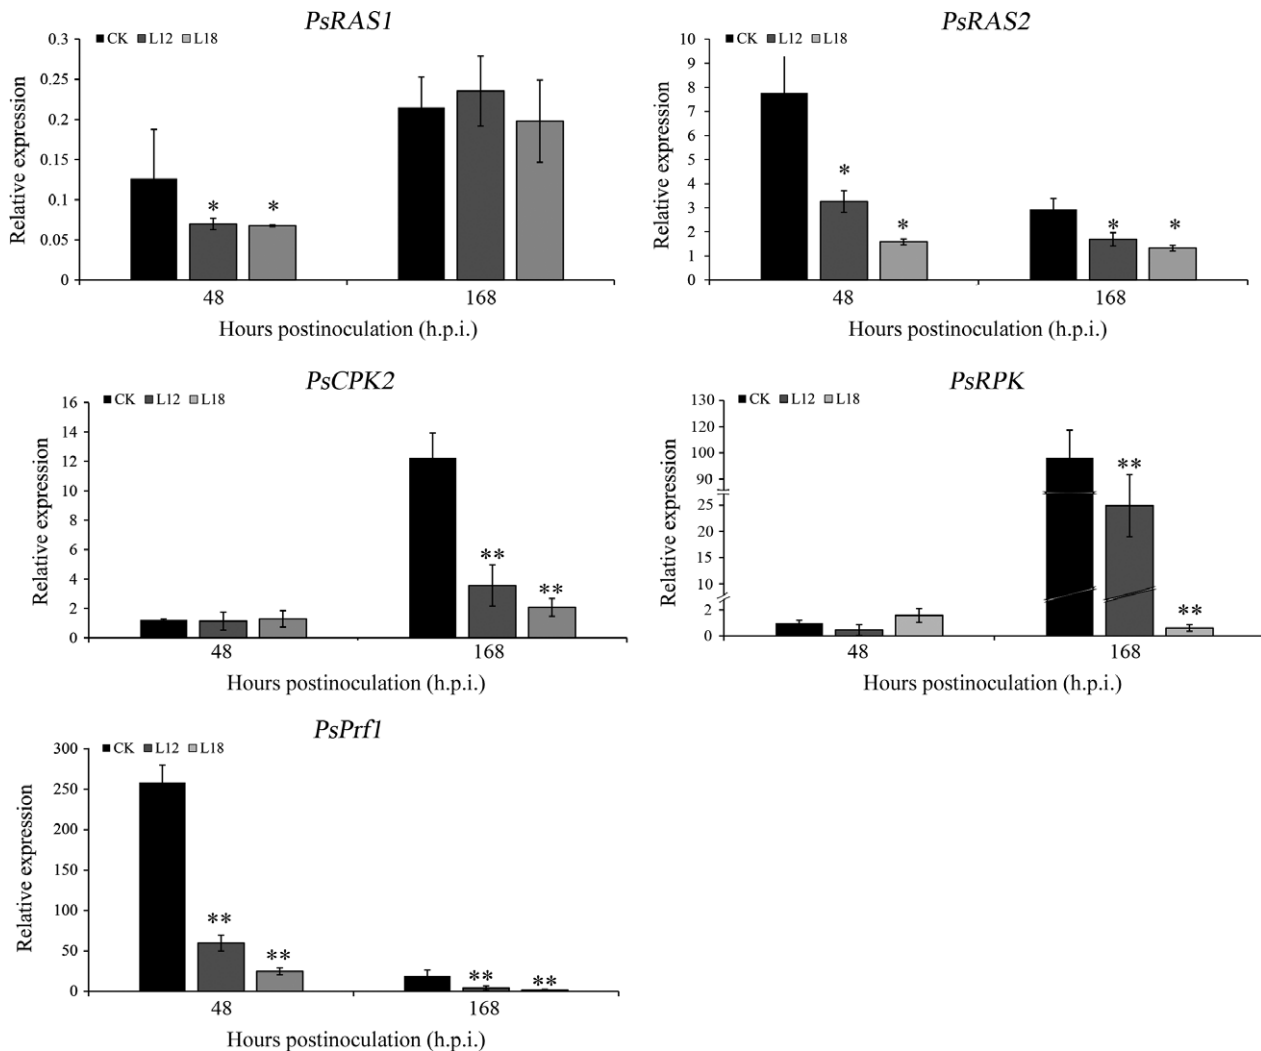 PsRAS1
CK L12 L18
0.3
0.25
0.2
0.15
0.1
0.05
0
Relative expression
* *
48 168
Hours postinoculation (h.p.i.)
PsRAS2
CK L12 L18
10
9
8
7
6
5
4
3
2
1
0
Relative expression
* * * *
48 168
Hours postinoculation (h.p.i.)
PsCPK2
CK L12 L18
16
14
12
10
8
6
4
2
0
Relative expression
** **
48 168
Hours postinoculation (h.p.i.)
PsRPK
CK L12 L18
130
120
100
90
25
20
15
10
2
0
Relative expression
** **
48 168
Hours postinoculation (h.p.i.)
PsPrf1
CK L12 L18
300
250
200
150
100
50
0
Relative expression
** ** ** **
48 168
Hours postinoculation (h.p.i.)